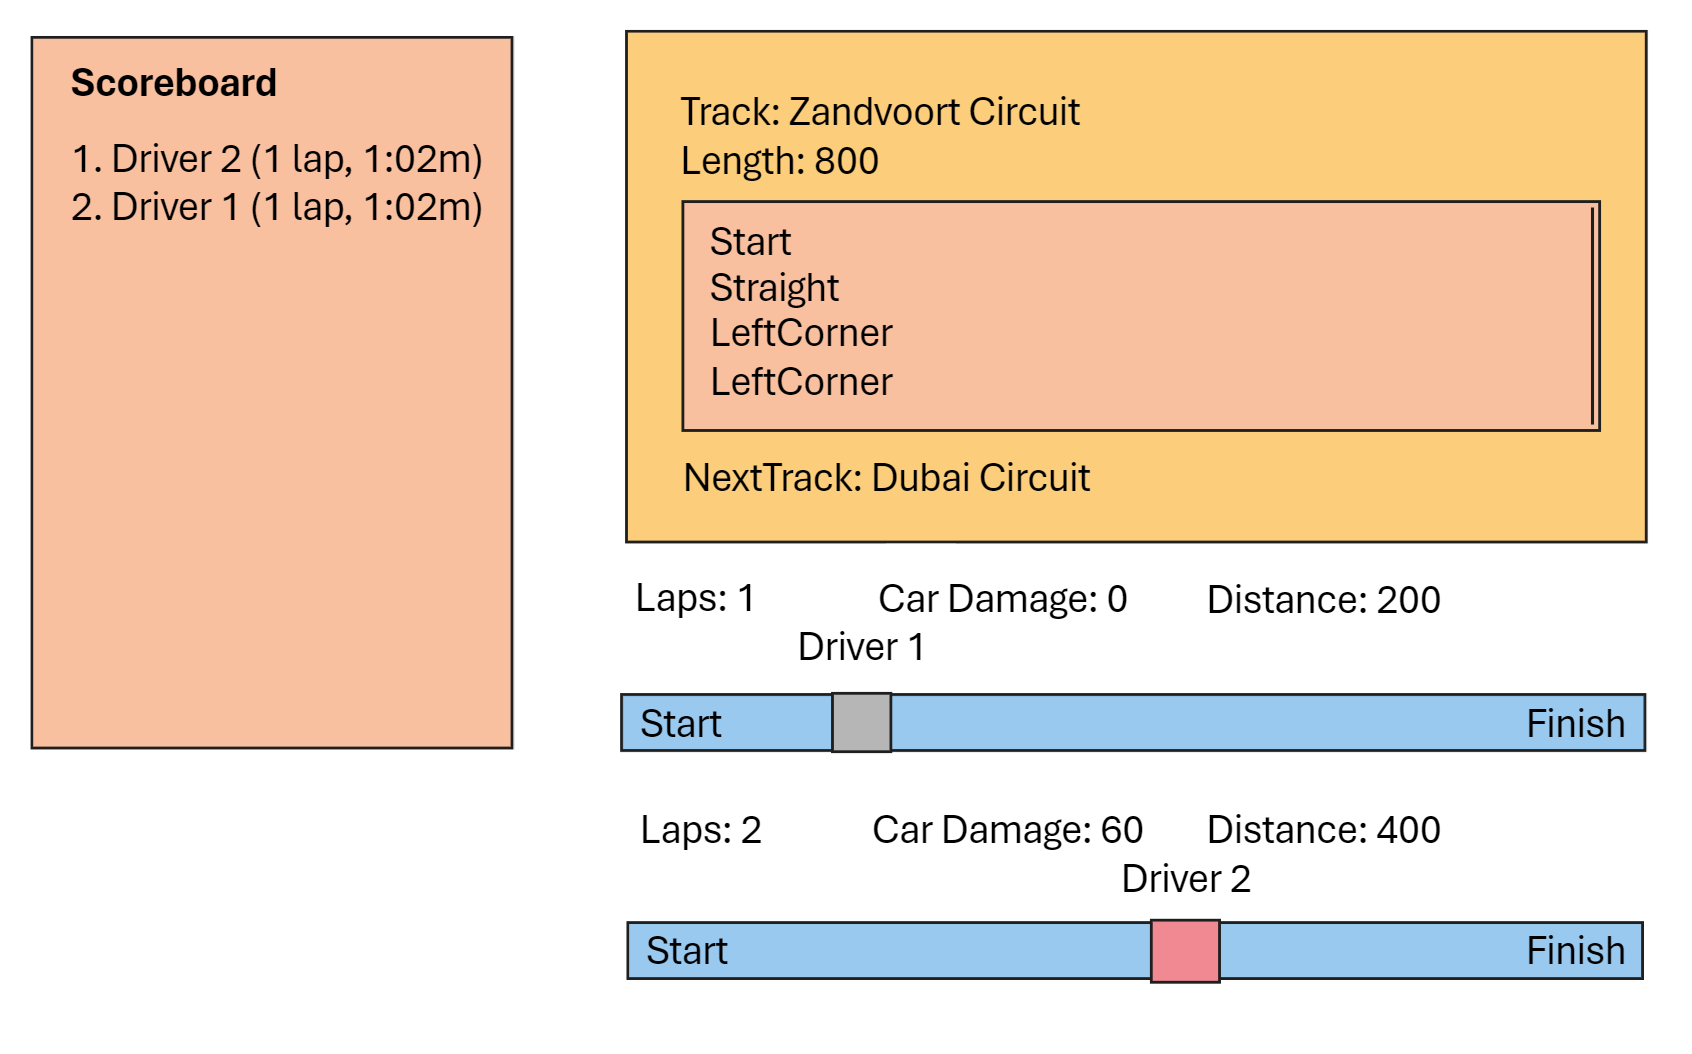 Scoreboard
1. Driver 2 (1 lap, 1:02m)
2. Driver 1 (1 lap, 1:02m)
Track: Zandvoort Circuit
Length: 800
Start
Straight
LeftCorner
LeftCorner
NextTrack: Dubai Circuit
Laps: 1 Car Damage: 0 Distance: 200
Driver 1
Start Finish
Laps: 2 Car Damage: 60 Distance: 400
Driver 2
Start Finish